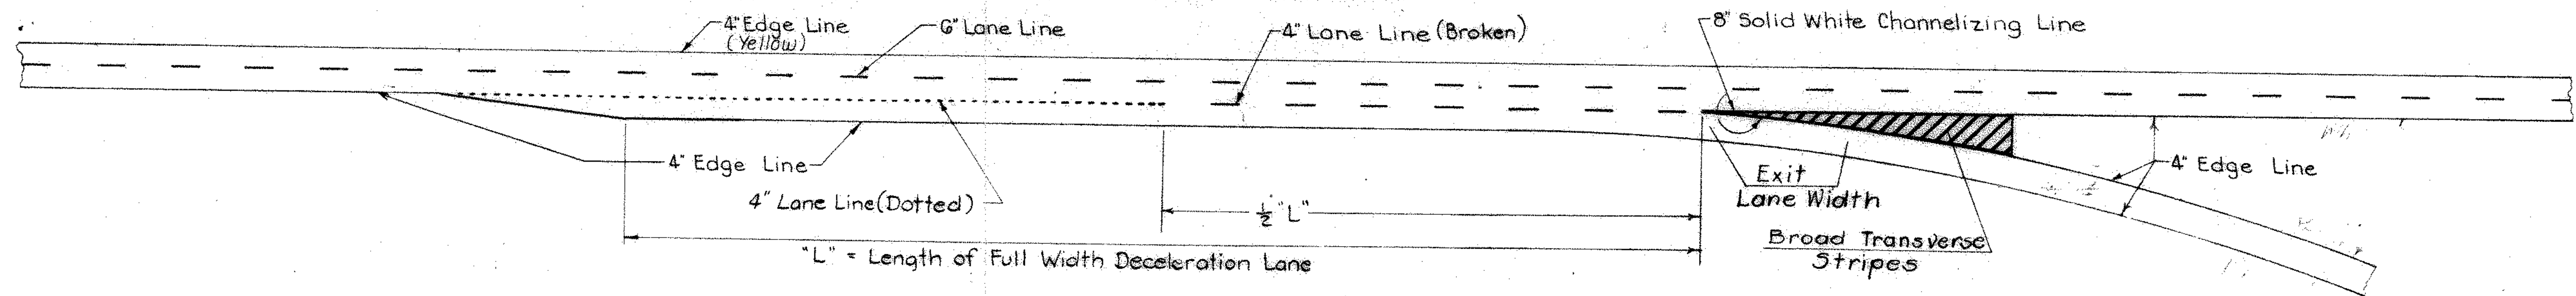 4" Edge Line
(Yellow)
6" Lane Line
4" Lane Line (Broken)
8" Solid White Channelizing Line
4" Edge Line
4" Lane Line (Dotted)
1/2 "L"
"L" = Length of Full Width Deceleration Lane
Exit
Lane Width
Broad Transverse
Stripes
4" Edge Line